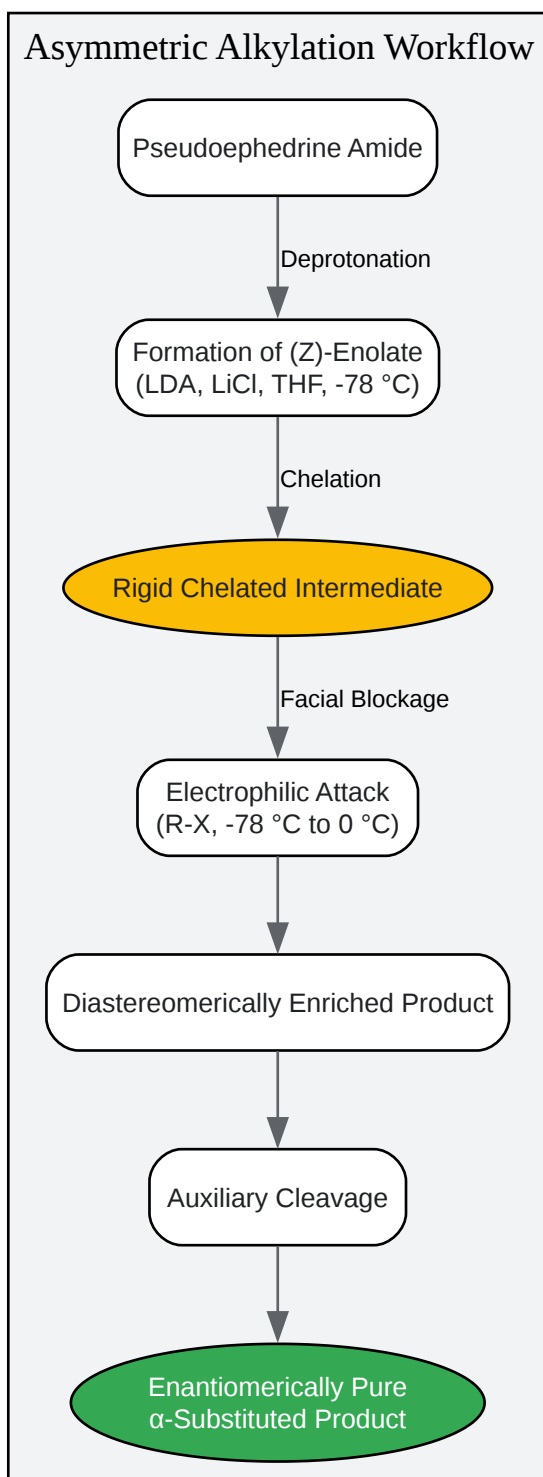 Asymmetric Alkylation Workflow
Pseudoephedrine Amide
Deprotonation
Formation of (Z)-Enolate
(LDA, LiCl, THF, -78 °C)
Chelation
Rigid Chelated Intermediate
Facial Blockage
Electrophilic Attack
(R-X, -78 °C to 0 °C)
Diastereomerically Enriched Product
Auxiliary Cleavage
Enantiomerically Pure
α-Substituted Product